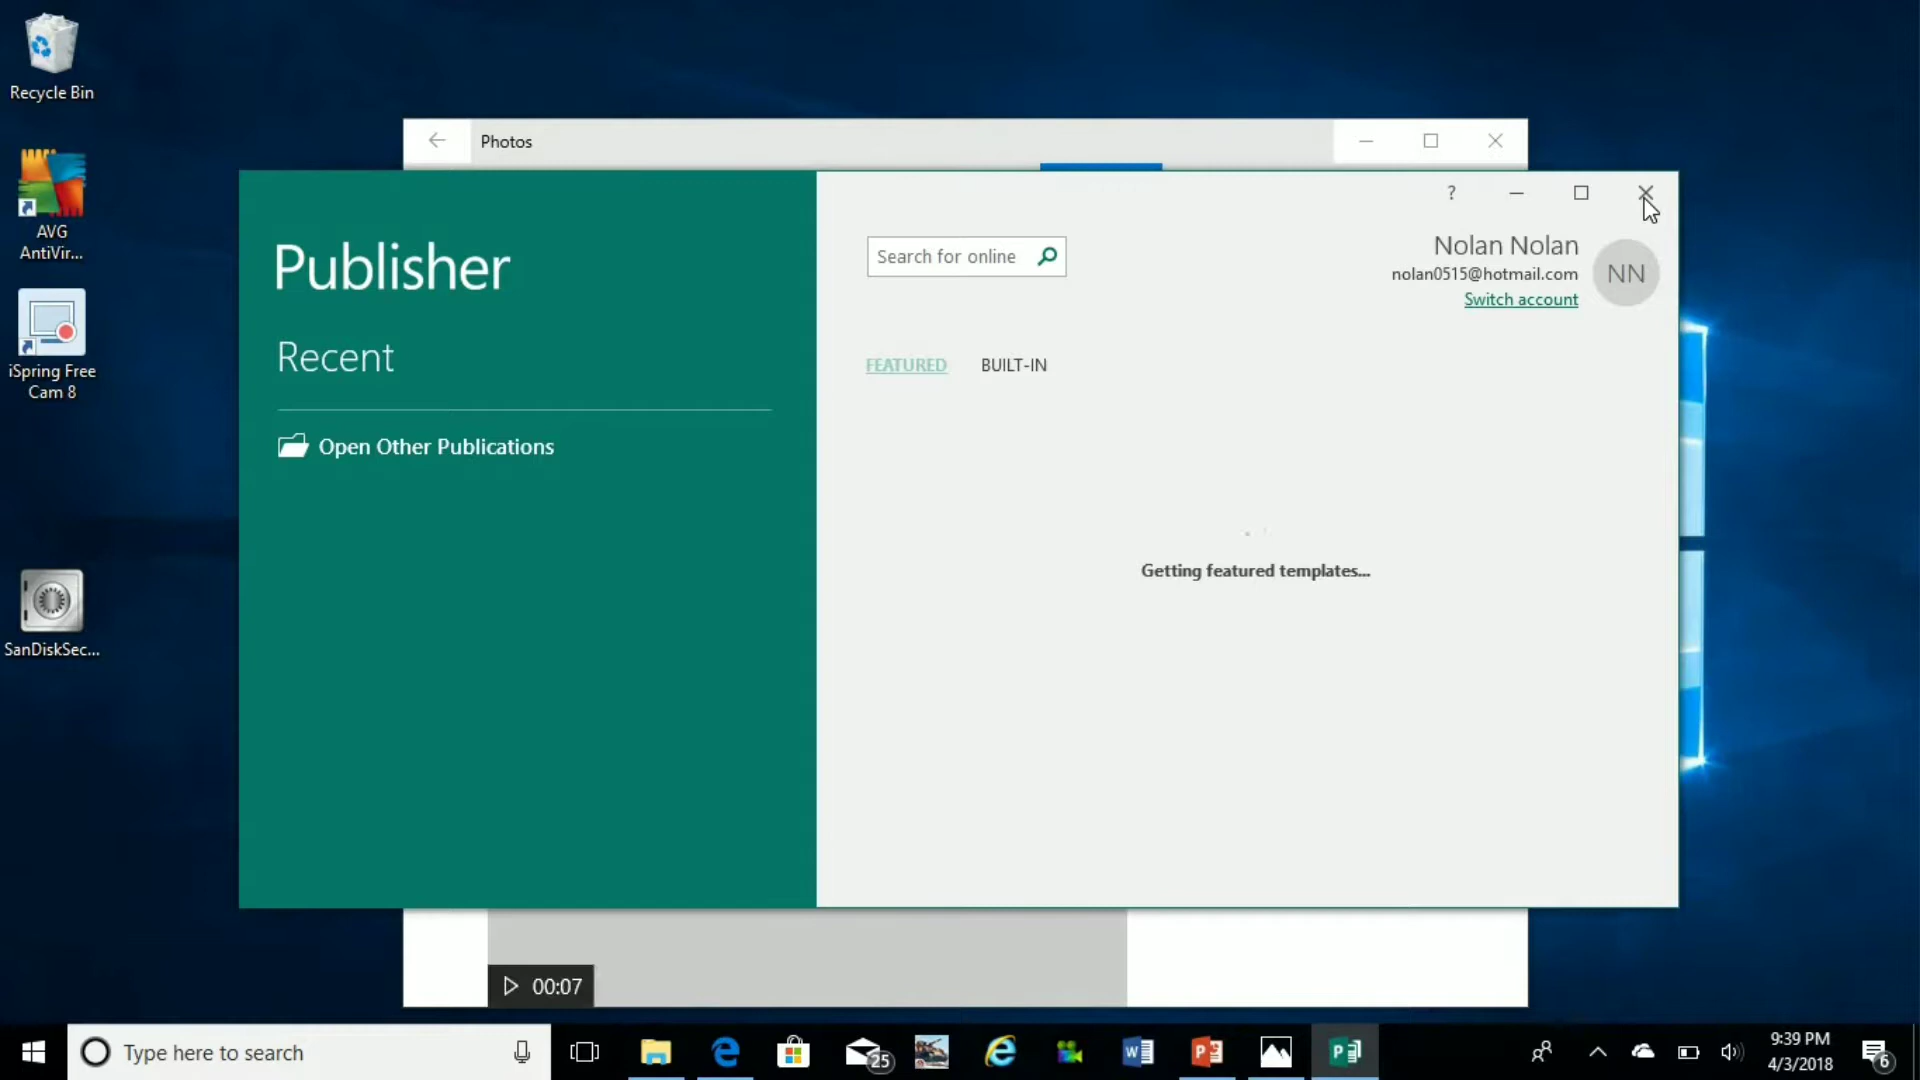 Recycle Bin
AVG
AntiVir...
iSpring Free
Cam 8
SanDiskSec...
Photos
?
Publisher
Recent
Open Other Publications
Search for online
Nolan Nolan
nolan0515@hotmail.com
Switch account
NN
FEATURED BUILT-IN
Getting featured templates...
00:07
Type here to search
25
9:39 PM
4/3/2018
6